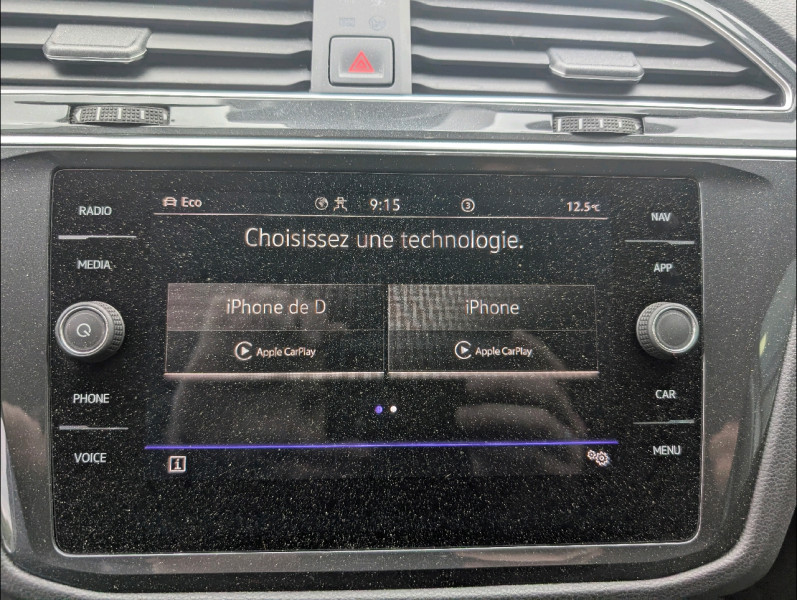 RADIO
MEDIA
PHONE
VOICE
Eco
9:15
3
12.5°C
Choisissez une technologie.
iPhone de D
Apple CarPlay
iPhone
Apple CarPlay
i
NAV
APP
CAR
MENU